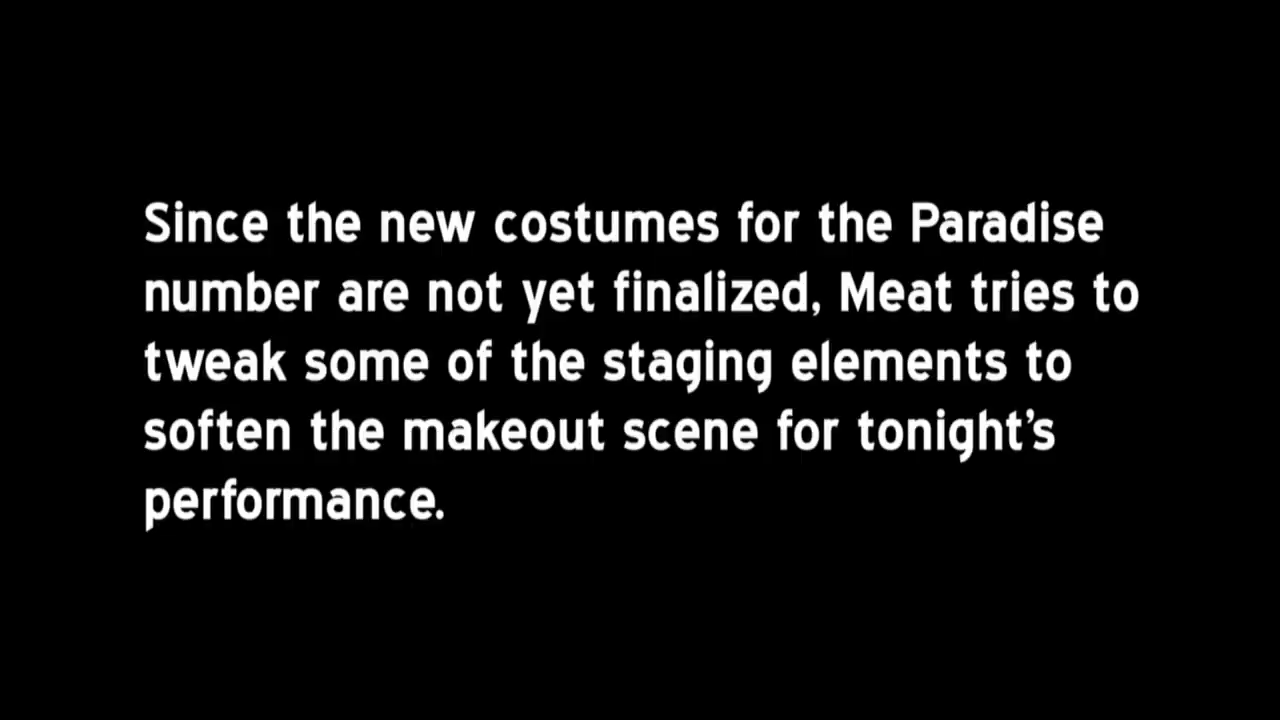 Since the new costumes for the Paradise
number are not yet finalized, Meat tries to
tweak some of the staging elements to
soften the makeout scene for tonight’s
performance.